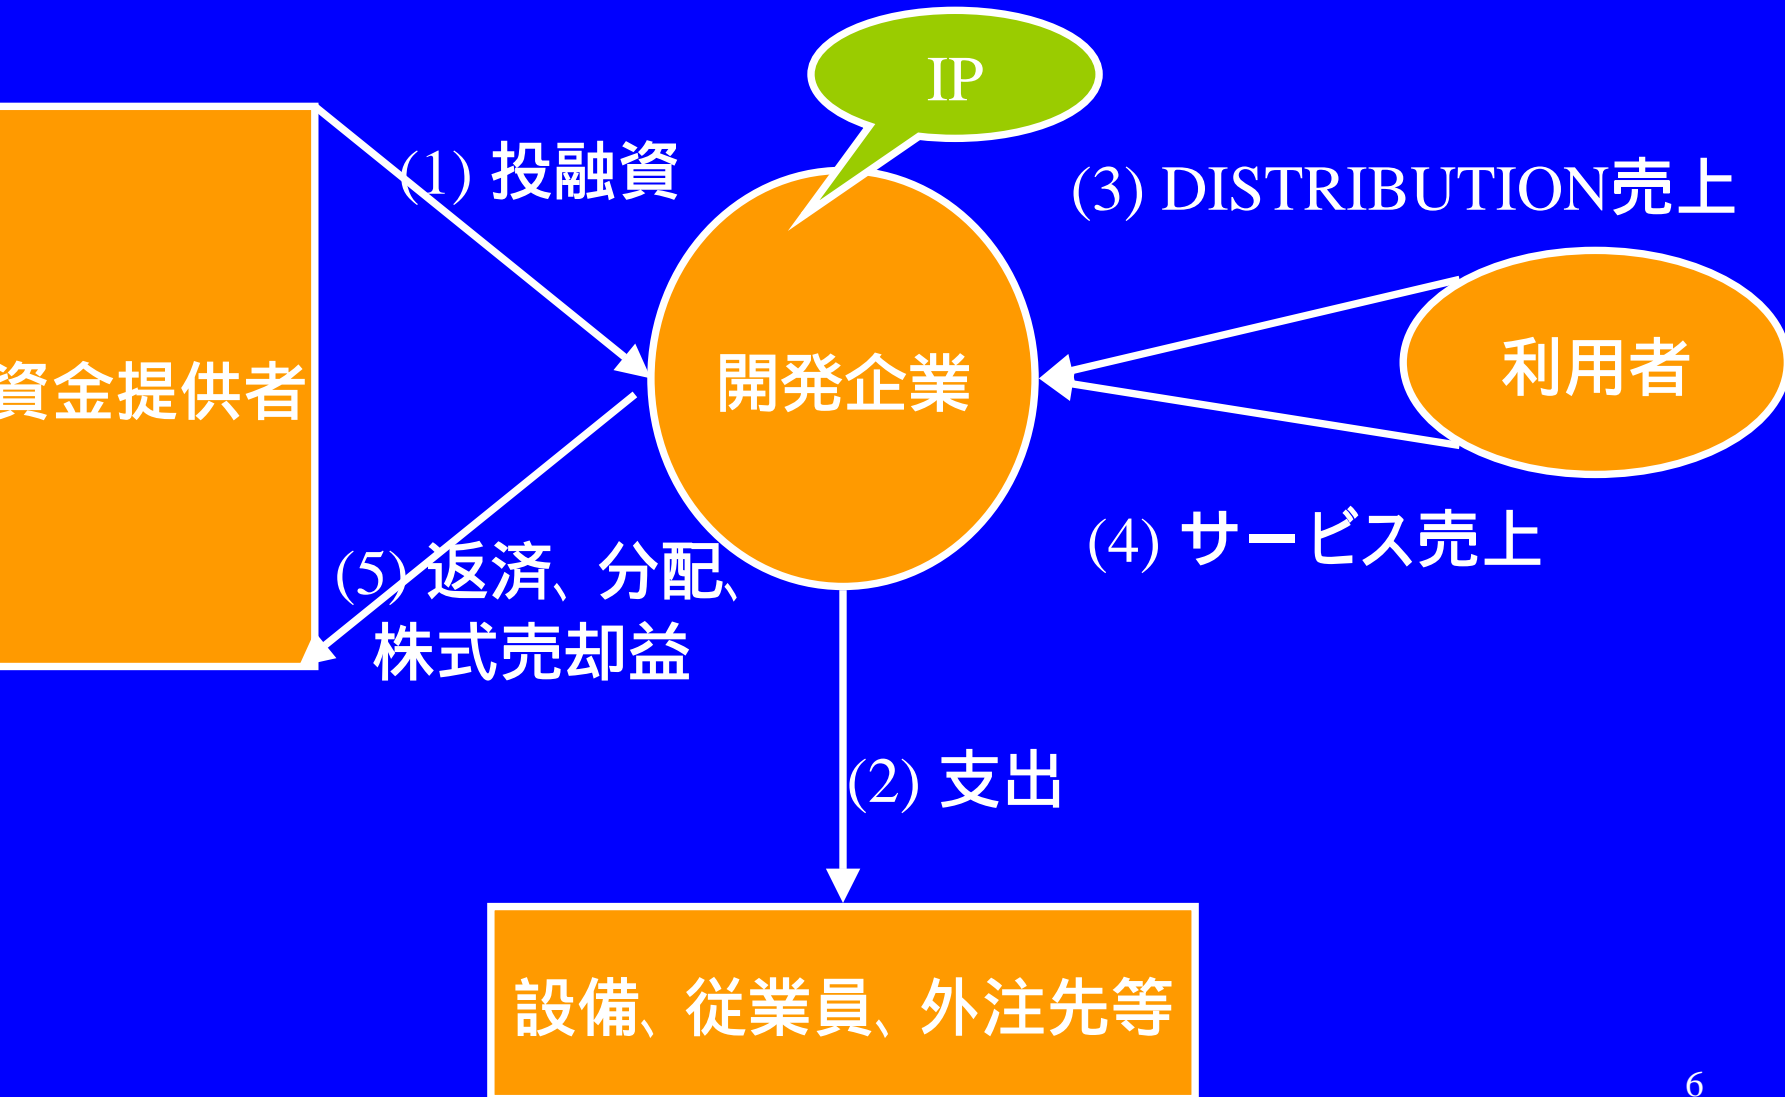 IP
(1) 投融資
(3) DISTRIBUTION売上
資金提供者
開発企業
利用者
(4) サービス売上
(5) 返済、分配、
株式売却益
(2) 支出
設備、従業員、外注先等
6